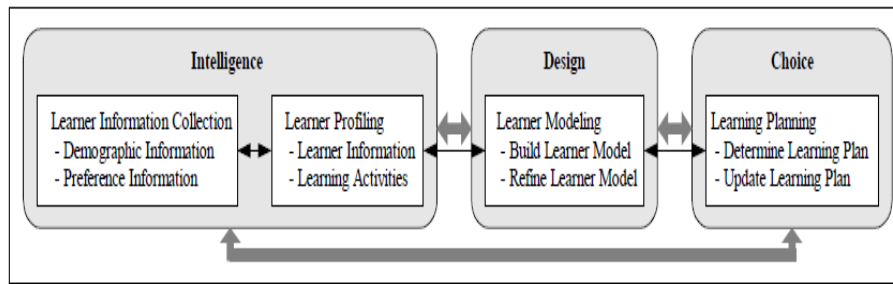 Intelligence
Learner Information Collection
- Demographic Information
- Preference Information
Learner Profiling
- Learner Information
- Learning Activities
Design
Learner Modeling
- Build Learner Model
- Refine Learner Model
Choice
Learning Planning
- Determine Learning Plan
- Update Learning Plan